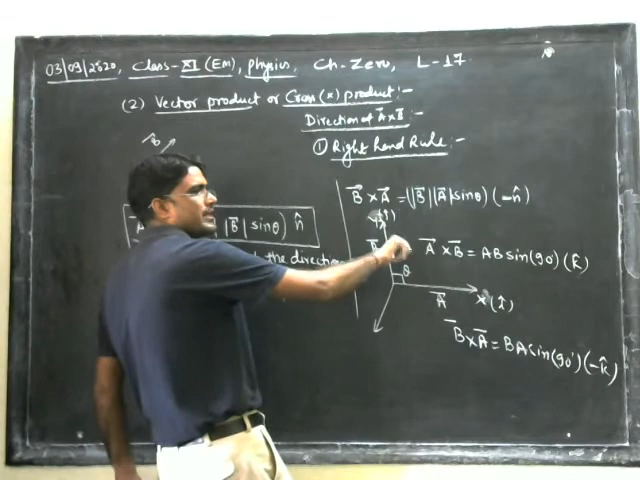 03/09/2020, Class-XI (EM), Physics, Ch-Zero, L-17
(2) Vector product or Cross (x) product:-
Direction of A⃗ x B⃗ :-
① Right Hand Rule:-
B⃗ x A⃗ = |B⃗| |A⃗| sinθ (-n̂)
|B⃗| sinθ) n̂
the direction
A⃗ x B⃗ = AB sin(90°) (k̂)
θ
A⃗
x (î)
B⃗ x A⃗ = BA sin(90°) (-k̂)